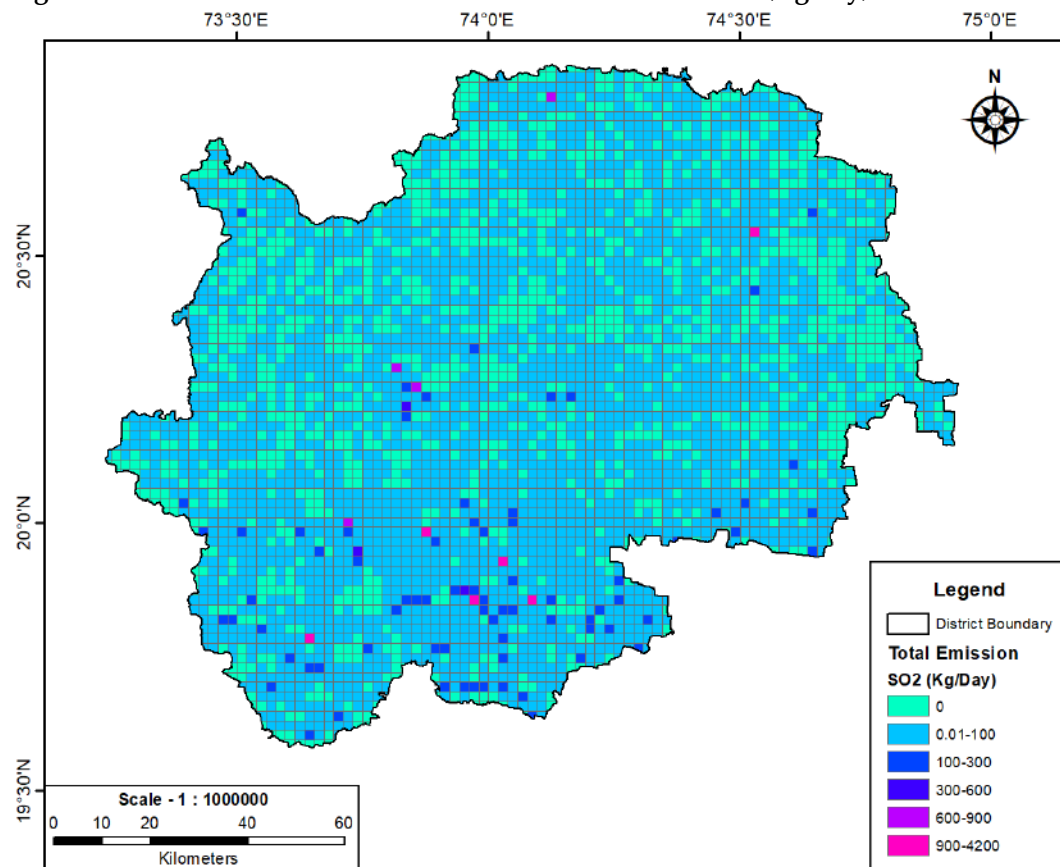 73°30'E 74°0'E 74°30'E 75°0'E
N
20°30'N
20°0'N
19°30'N
Legend
District Boundary
Total Emission
SO2 (Kg/Day)
0
0.01-100
100-300
300-600
600-900
900-4200
Scale - 1 : 1000000
0 10 20 40 60
Kilometers